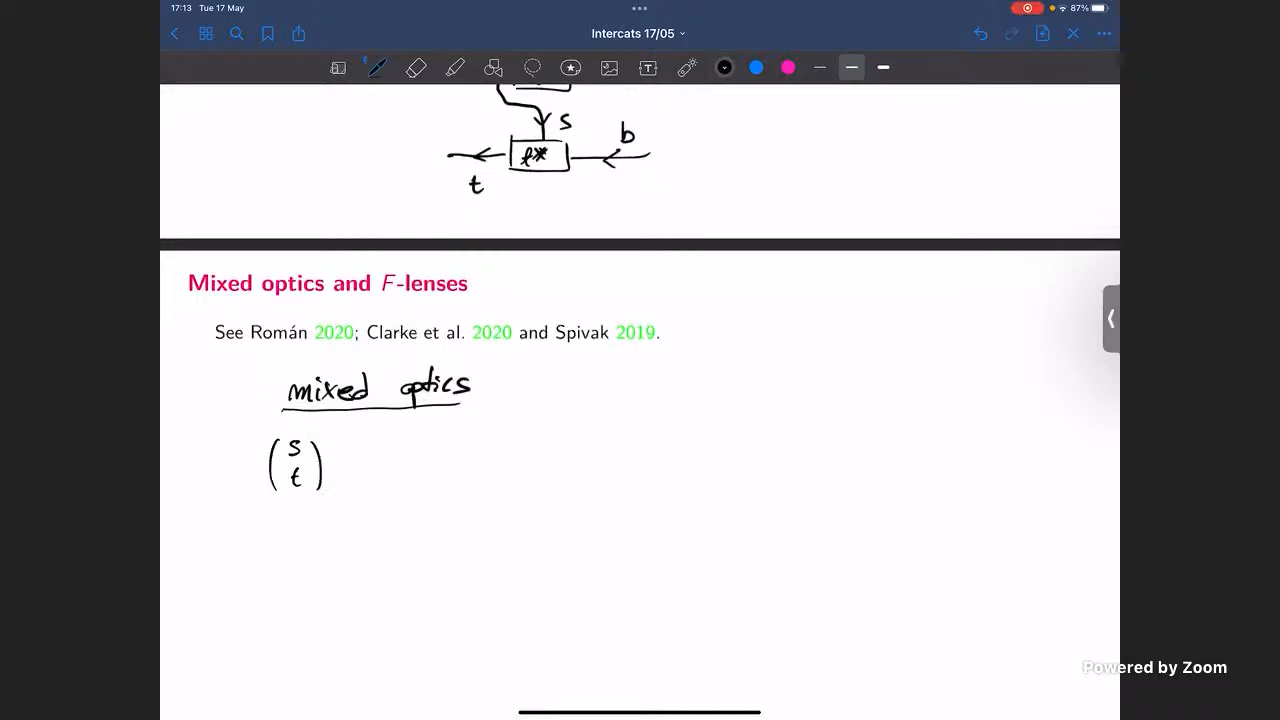 17:13 Tue 17 May
87%
Intercats 17/05
s
b
f*
t
Mixed optics and F-lenses
See Román 2020; Clarke et al. 2020 and Spivak 2019.
mixed optics
( s
t )
Powered by Zoom